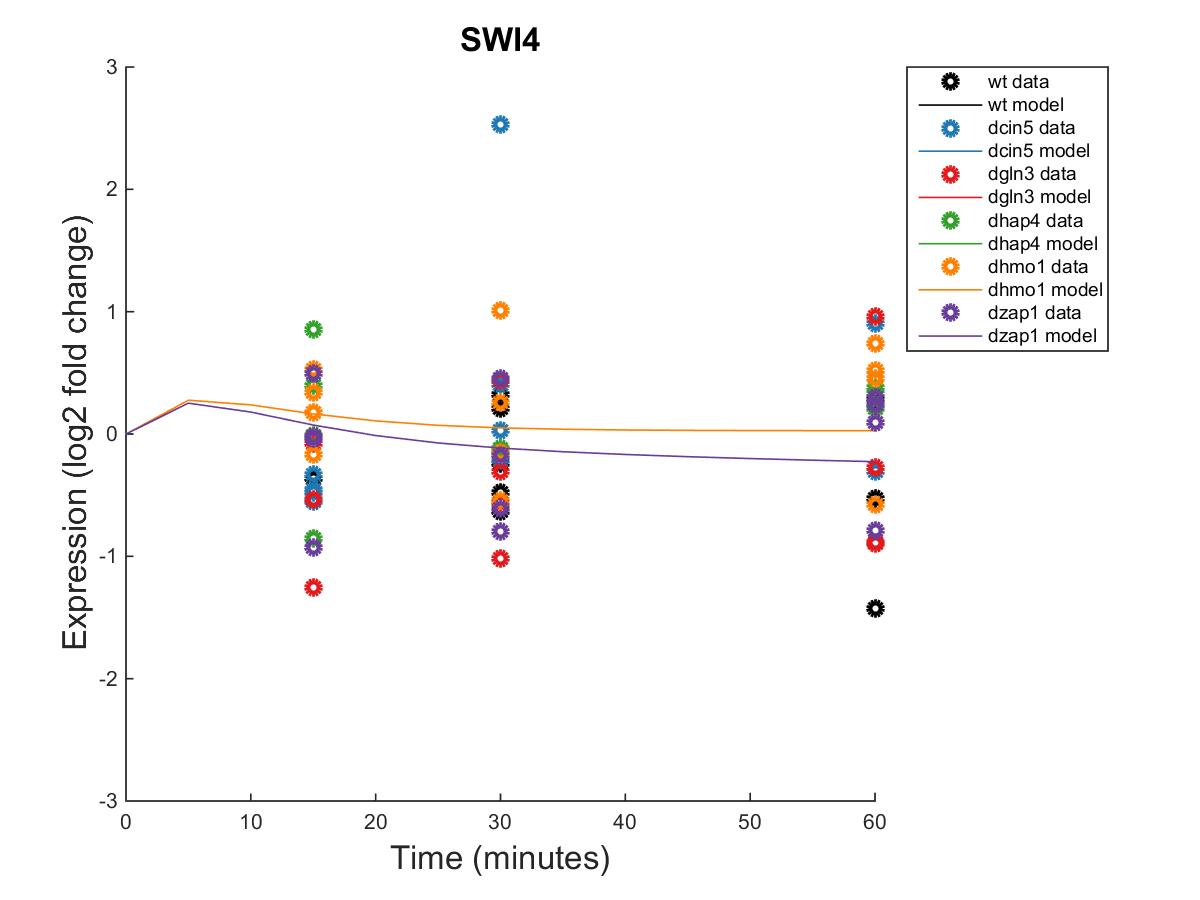 SWI4
3
2
1
0
-1
-2
-3
Expression (log2 fold change)
0 10 20 30 40 50 60
Time (minutes)
wt data
wt model
dcin5 data
dcin5 model
dgln3 data
dgln3 model
dhap4 data
dhap4 model
dhmo1 data
dhmo1 model
dzap1 data
dzap1 model